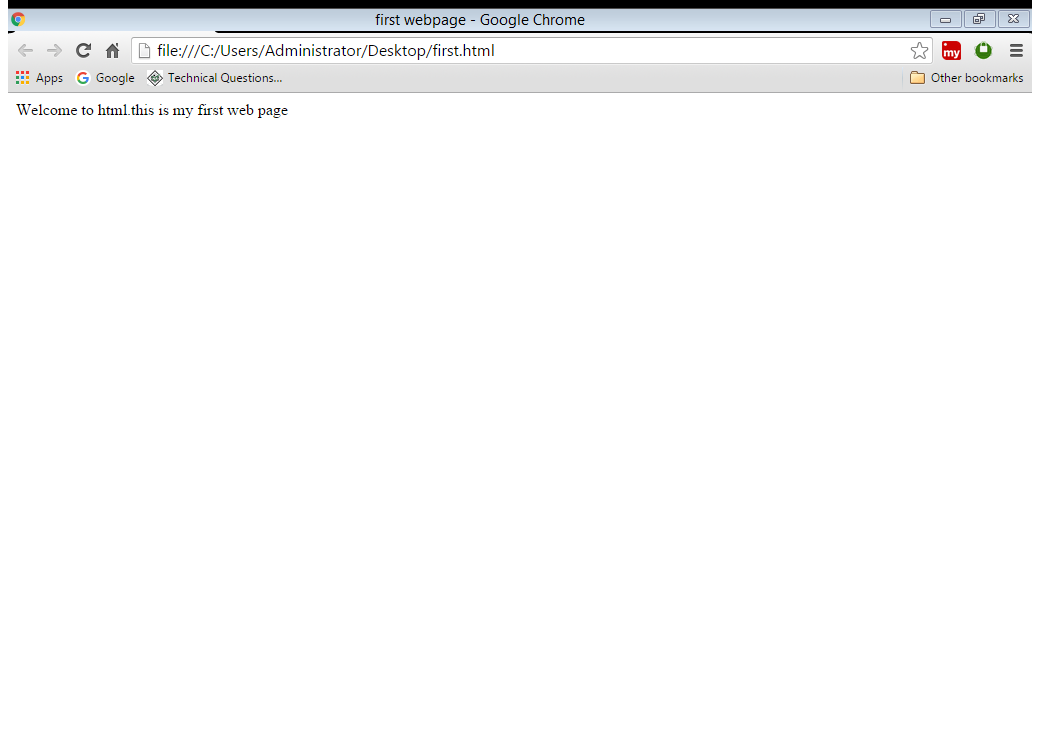 first webpage - Google Chrome
file:///C:/Users/Administrator/Desktop/first.html
my
Apps Google Technical Questions... Other bookmarks
Welcome to html.this is my first web page